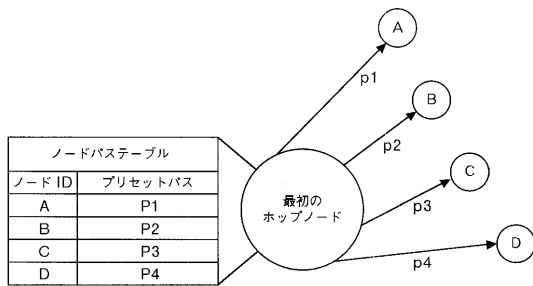 A
p1
B
p2
ノードパステーブル
ノード ID プリセットパス
A P1
B P2
C P3
D P4
最初の
ホップノード
C
p3
D
p4